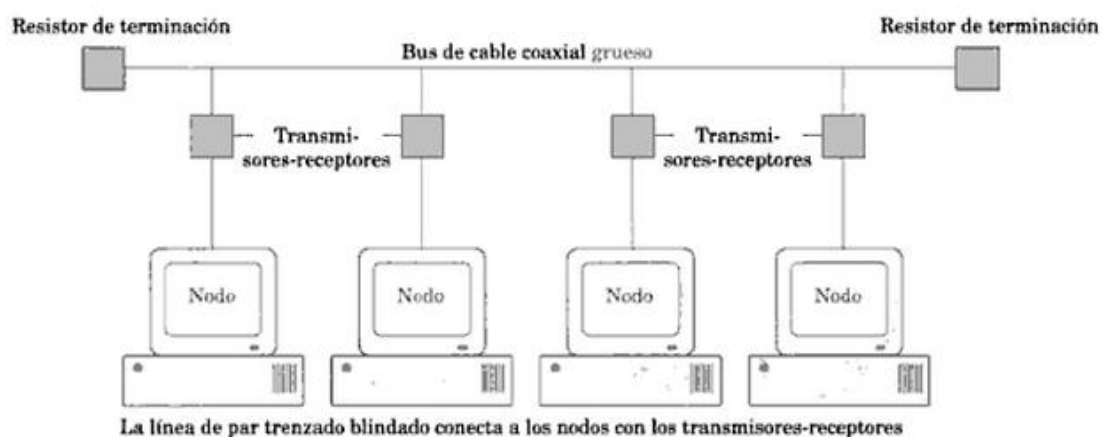 Resistor de terminación
Resistor de terminación
Bus de cable coaxial grueso
Transmi-
sores-receptores
Transmi-
sores-receptores
Nodo
Nodo
Nodo
Nodo
La línea de par trenzado blindado conecta a los nodos con los transmisores-receptores